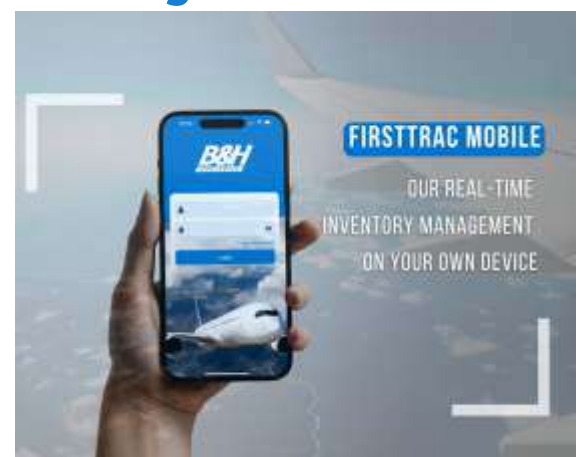 B&H
FIRSTTRAC MOBILE
OUR REAL-TIME
INVENTORY MANAGEMENT
ON YOUR OWN DEVICE